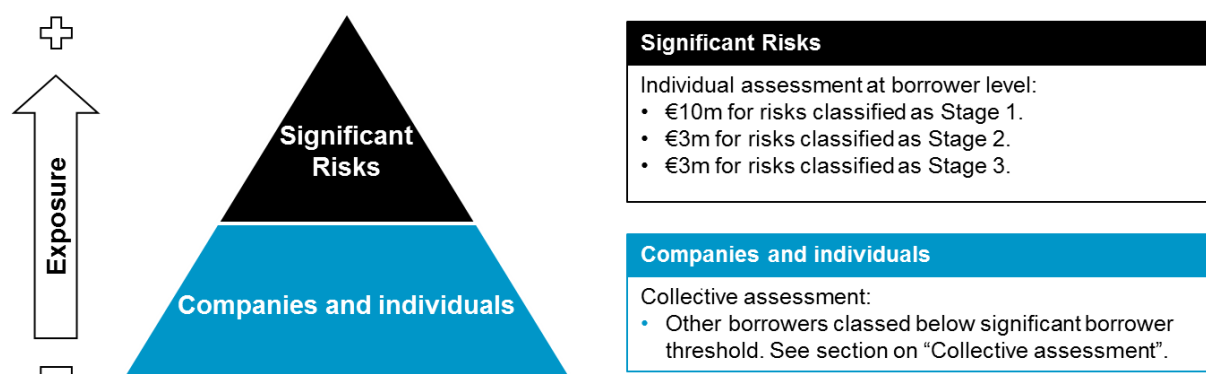 Exposure
Significant
Risks
Companies and individuals
Significant Risks
Individual assessment at borrower level:
• €10m for risks classified as Stage 1.
• €3m for risks classified as Stage 2.
• €3m for risks classified as Stage 3.
Companies and individuals
Collective assessment:
• Other borrowers classed below significant borrower
threshold. See section on “Collective assessment”.